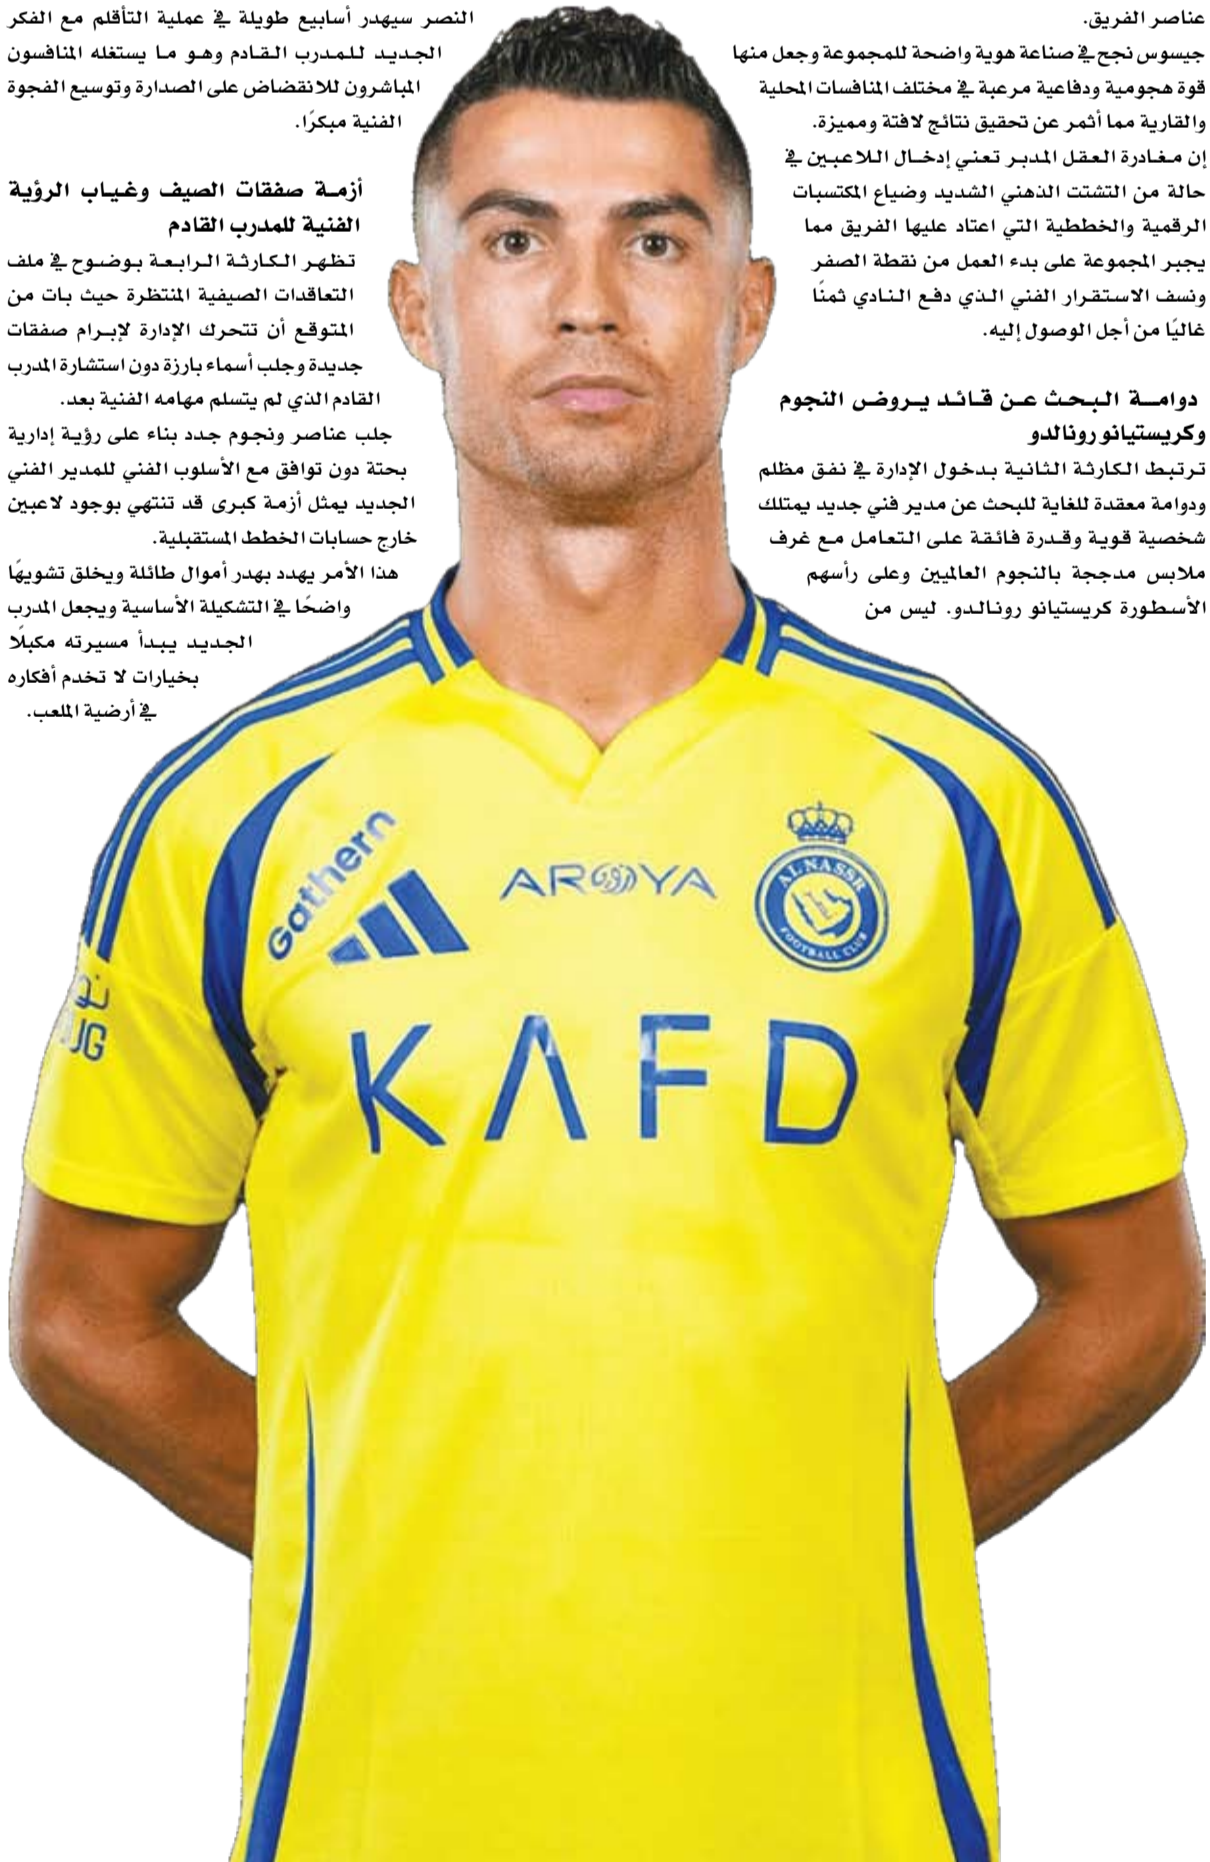 عناصر الفريق.
جيسوس نجح في صناعة هوية واضحة للمجموعة وجعل منها
قوة هجومية ودفاعية مرعبة في مختلف المنافسات المحلية
والقارية مما أثمر عن تحقيق نتائج لافتة ومميزة.
إن مغادرة العقل المدبر تعني إدخال اللاعبين في
حالة من التشتت الذهني الشديد وضياع المكتسبات
الرقمية والخططية التي اعتاد عليها الفريق مما
يجبر المجموعة على بدء العمل من نقطة الصفر
ونسف الاستقرار الفني الذي دفع النادي ثمنًا
غاليًا من أجل الوصول إليه.
دوامة البحث عن قائد يروض النجوم
وكريستيانو رونالدو
ترتبط الكارثة الثانية بدخول الإدارة في نفق مظلم
ودوامة معقدة للغاية للبحث عن مدير فني جديد يمتلك
شخصية قوية وقدرة فائقة على التعامل مع غرف
ملابس مدججة بالنجوم العالميين وعلى رأسهم
الأسطورة كريستيانو رونالدو. ليس من
النصر سيهدر أسابيع طويلة في عملية التأقلم مع الفكر
الجديد للمدرب القادم وهو ما يستغله المنافسون
المباشرون للانقضاض على الصدارة وتوسيع الفجوة
الفنية مبكرًا.
أزمة صفقات الصيف وغياب الرؤية
الفنية للمدرب القادم
تظهر الكارثة الرابعة بوضوح في ملف
التعاقدات الصيفية المنتظرة حيث بات من
المتوقع أن تتحرك الإدارة لإبرام صفقات
جديدة وجلب أسماء بارزة دون استشارة المدرب
القادم الذي لم يتسلم مهامه الفنية بعد.
جلب عناصر ونجوم جدد بناء على رؤية إدارية
بحتة دون توافق مع الأسلوب الفني للمدير الفني
الجديد يمثل أزمة كبرى قد تنتهي بوجود لاعبين
خارج حسابات الخطط المستقبلية.
هذا الأمر يهدد بهدر أموال طائلة ويخلق تشويهًا
واضحًا في التشكيلة الأساسية ويجعل المدرب
الجديد يبدأ مسيرته مكبلًا
بخيارات لا تخدم أفكاره
في أرضية الملعب.
Gathern
AROYA
ALNASSR
FOOTBALL CLUB
KAFD